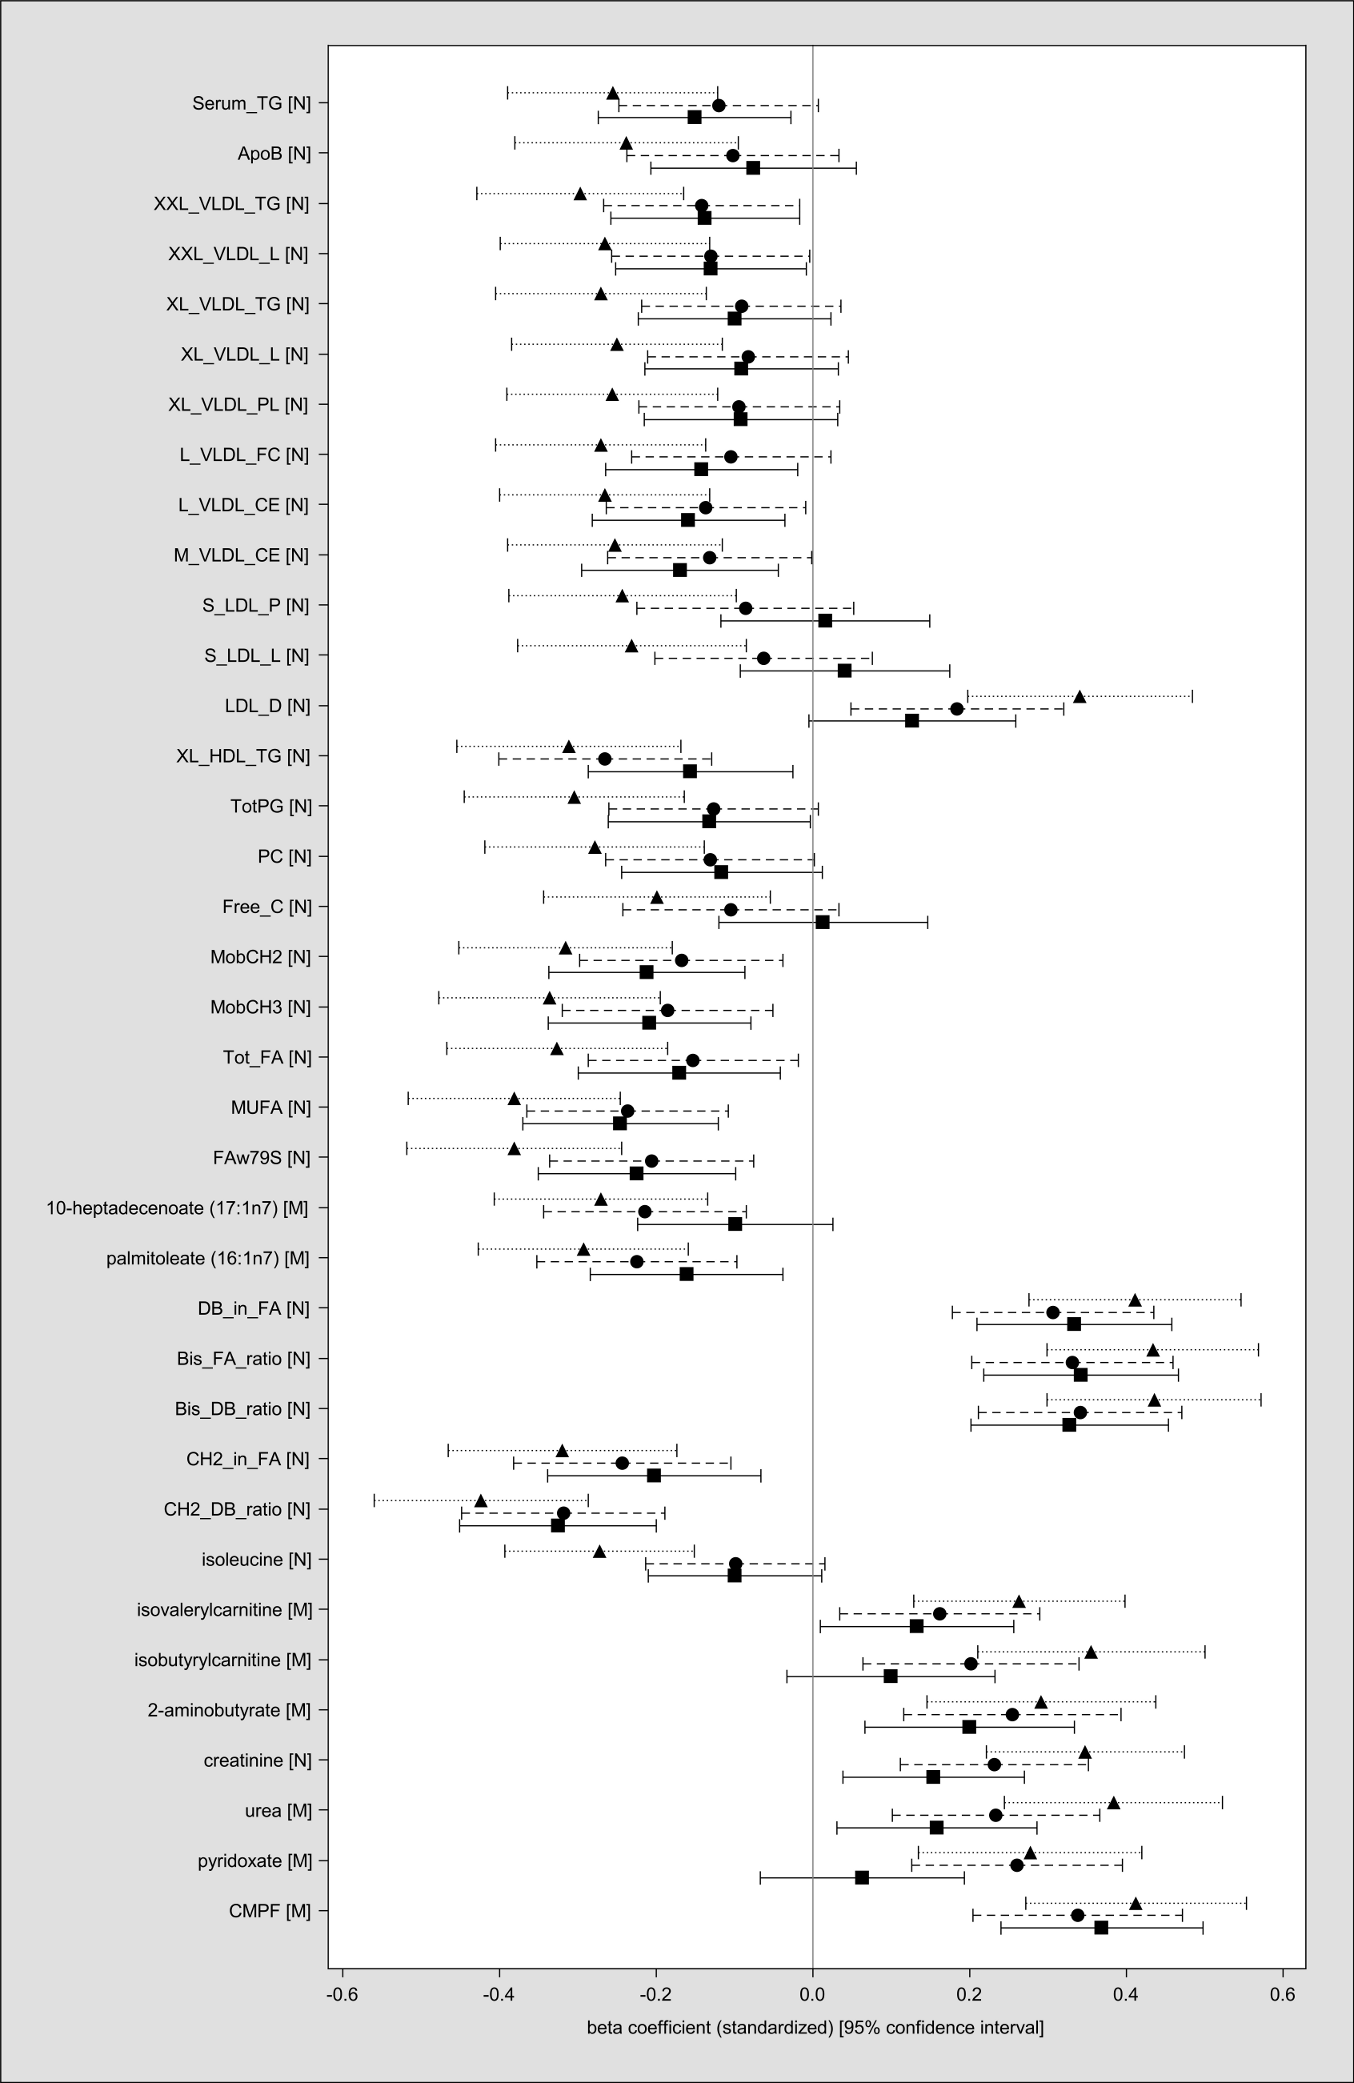 Serum_TG [N]
ApoB [N]
XXL_VLDL_TG [N]
XXL_VLDL_L [N]
XL_VLDL_TG [N]
XL_VLDL_L [N]
XL_VLDL_PL [N]
L_VLDL_FC [N]
L_VLDL_CE [N]
M_VLDL_CE [N]
S_LDL_P [N]
S_LDL_L [N]
LDL_D [N]
XL_HDL_TG [N]
TotPG [N]
PC [N]
Free_C [N]
MobCH2 [N]
MobCH3 [N]
Tot_FA [N]
MUFA [N]
FAw79S [N]
10-heptadecenoate (17:1n7) [M]
palmitoleate (16:1n7) [M]
DB_in_FA [N]
Bis_FA_ratio [N]
Bis_DB_ratio [N]
CH2_in_FA [N]
CH2_DB_ratio [N]
isoleucine [N]
isovalerylcarnitine [M]
isobutyrylcarnitine [M]
2-aminobutyrate [M]
creatinine [N]
urea [M]
pyridoxate [M]
CMPF [M]
-0.6 -0.4 -0.2 0.0 0.2 0.4 0.6
beta coefficient (standardized) [95% confidence interval]